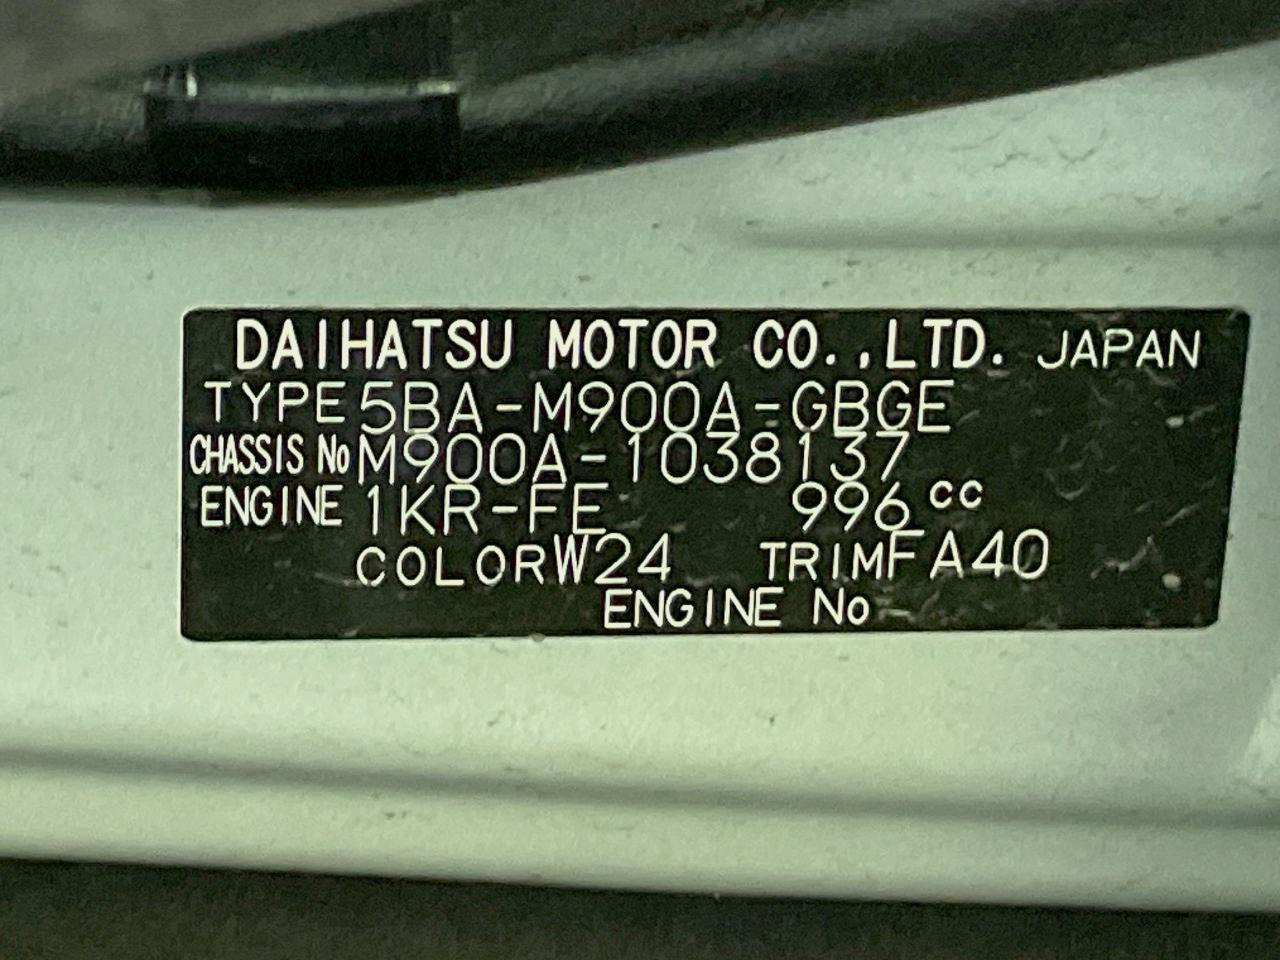 DAIHATSU MOTOR CO.,LTD. JAPAN
TYPE 5BA-M900A-GBGE
CHASSIS No M900A-1038137
ENGINE 1KR-FE 996cc
COLOR W24 TRIM FA40
ENGINE No